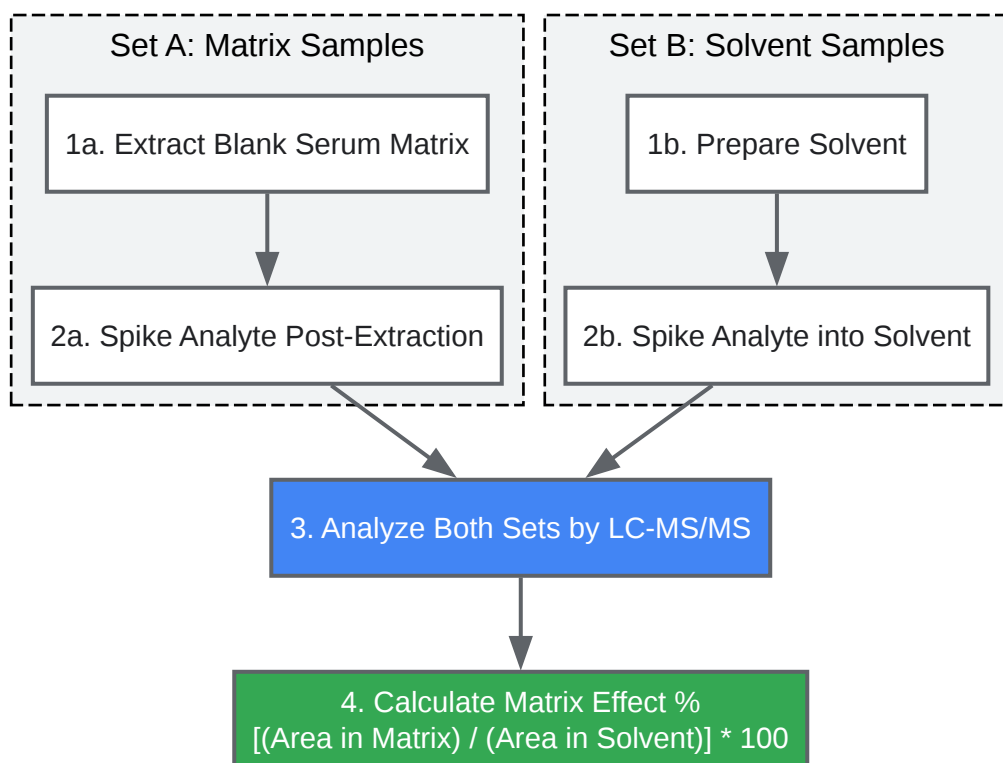 Set A: Matrix Samples
Set B: Solvent Samples
1a. Extract Blank Serum Matrix
1b. Prepare Solvent
2a. Spike Analyte Post-Extraction
2b. Spike Analyte into Solvent
3. Analyze Both Sets by LC-MS/MS
4. Calculate Matrix Effect %
[(Area in Matrix) / (Area in Solvent)] * 100